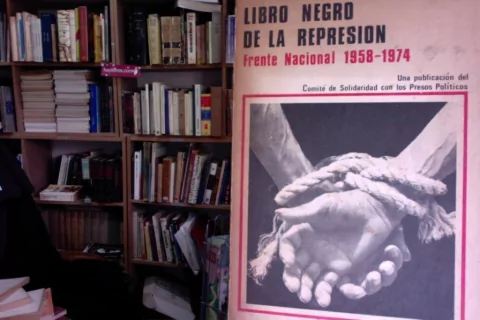 LIBRO NEGRO
DE LA REPRESION
Frente Nacional 1958-1974
Una publicación del
Comité de Solidaridad con los Presos Políticos